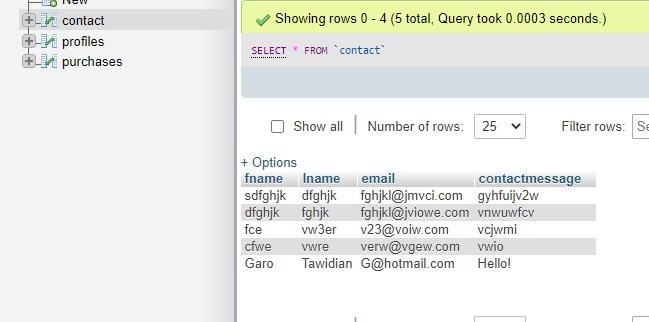 New
contact
profiles
purchases
Showing rows 0 - 4 (5 total, Query took 0.0003 seconds.)
SELECT * FROM `contact`
Show all | Number of rows: 25 Filter rows:
+ Options
fname lname email contactmessage
sdfghjk dfghjk fghjkl@jmvci.com gyhfuijv2w
dfghjk fghjk fghjkl@jviowe.com vnwuwfcv
fce vw3er v23@voiw.com vcjwmi
cfwe vwre verw@vgew.com vwio
Garo Tawidian G@hotmail.com Hello!